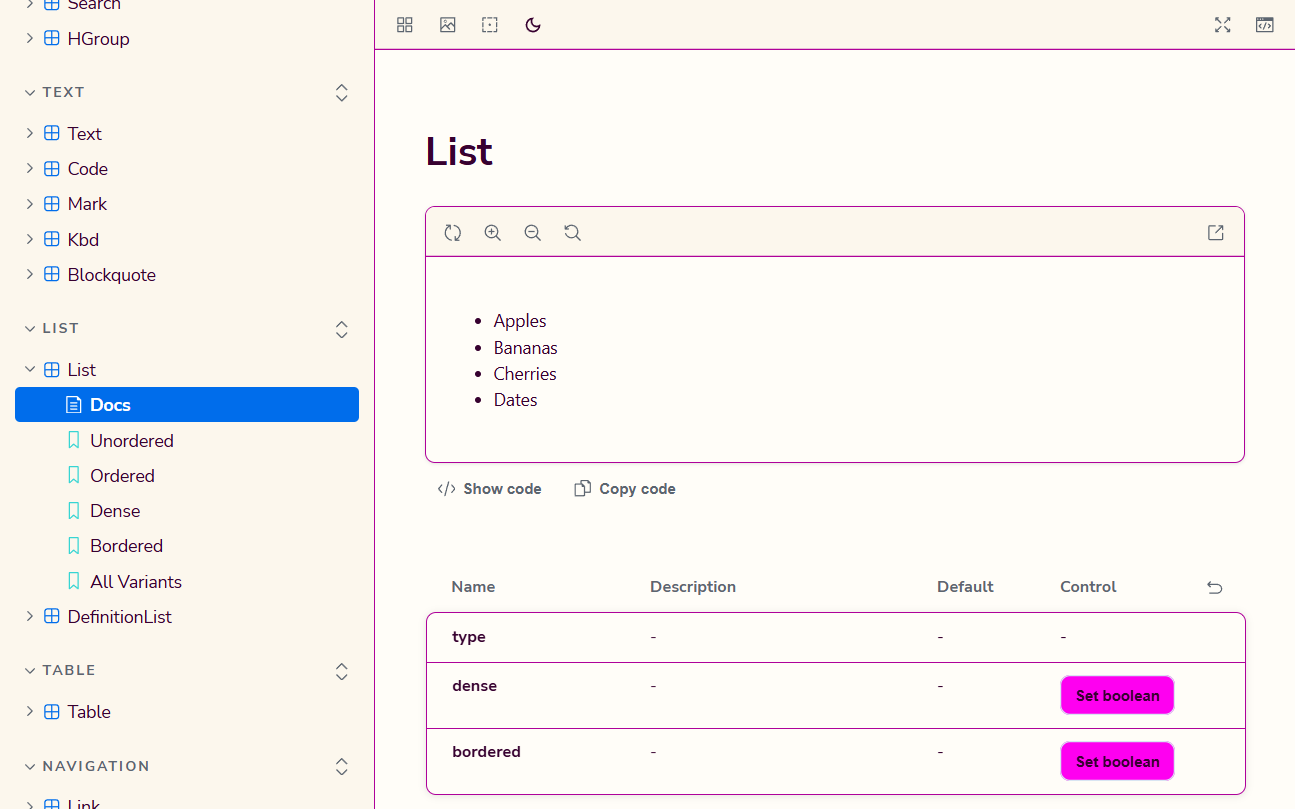 Search
HGroup
TEXT
Text
Code
Mark
Kbd
Blockquote
LIST
List
Docs
Unordered
Ordered
Dense
Bordered
All Variants
DefinitionList
TABLE
Table
NAVIGATION
Link
List
• Apples
• Bananas
• Cherries
• Dates
Show code Copy code
Name Description Default Control
type - - -
dense - - Set boolean
bordered - - Set boolean